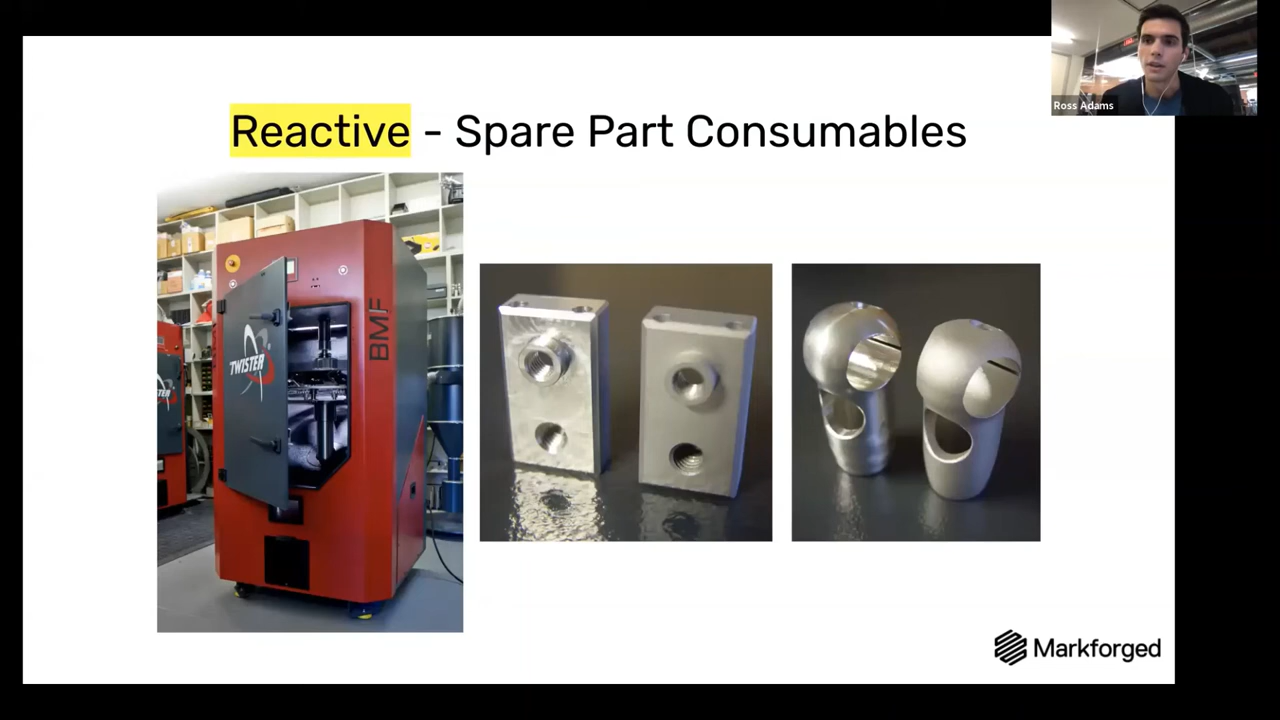 Ross Adams
Reactive - Spare Part Consumables
TWISTER
BMF
Markforged